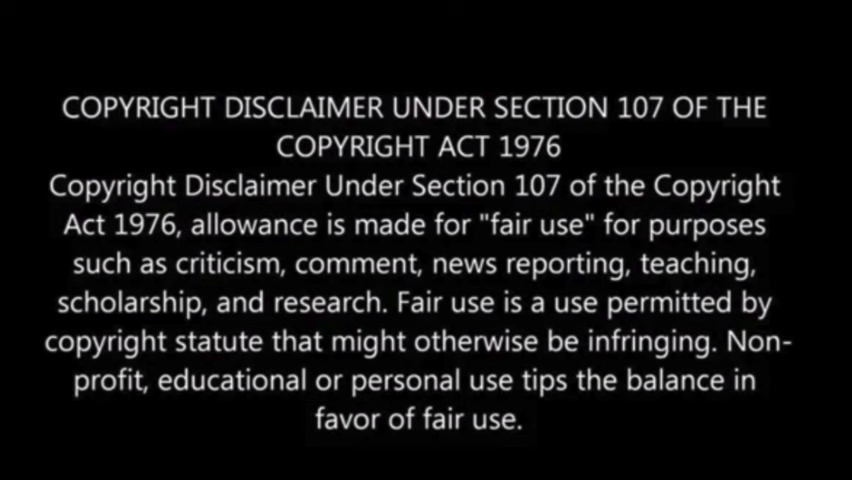 COPYRIGHT DISCLAIMER UNDER SECTION 107 OF THE
COPYRIGHT ACT 1976
Copyright Disclaimer Under Section 107 of the Copyright
Act 1976, allowance is made for "fair use" for purposes
such as criticism, comment, news reporting, teaching,
scholarship, and research. Fair use is a use permitted by
copyright statute that might otherwise be infringing. Non-
profit, educational or personal use tips the balance in
favor of fair use.